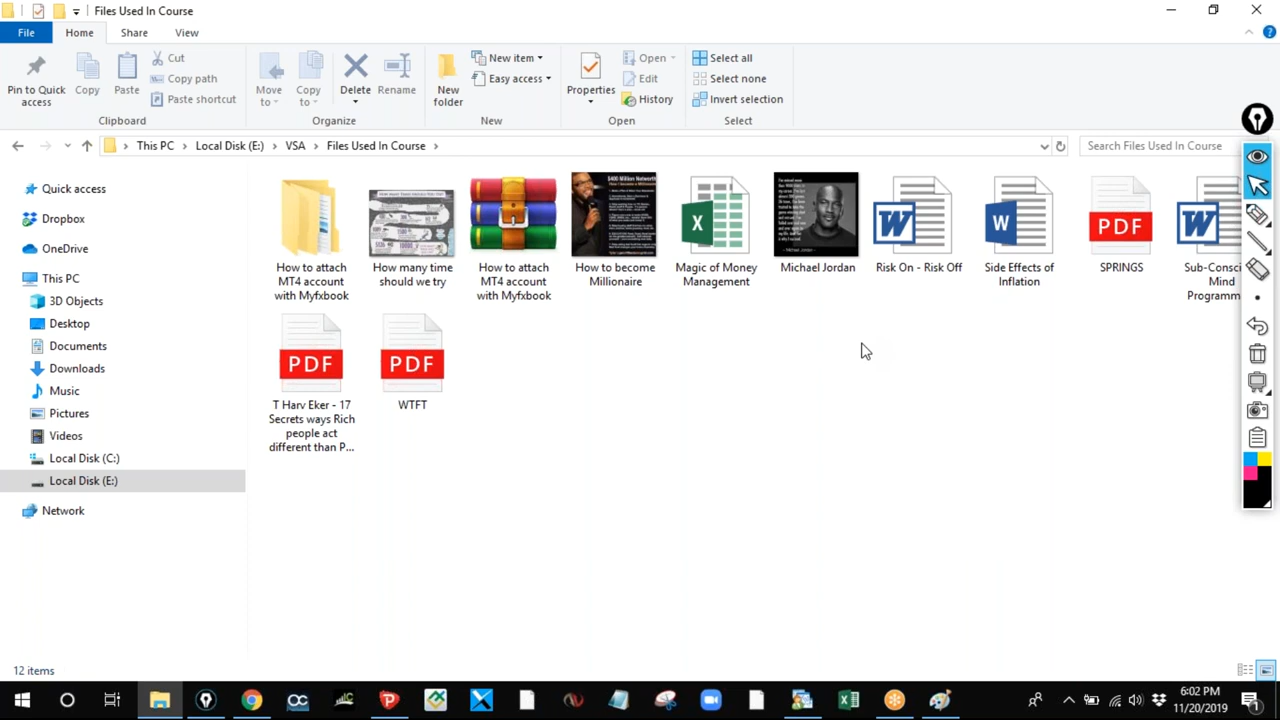 Files Used In Course
File Home Share View
Pin to Quick access
Copy
Paste
Cut
Copy path
Paste shortcut
Clipboard
Move to
Copy to
Delete
Rename
Organize
New folder
New item
Easy access
New
Properties
Open
Edit
History
Open
Select all
Select none
Invert selection
Select
This PC Local Disk (E:) VSA Files Used In Course
Search Files Used In Course
Quick access
Dropbox
OneDrive
This PC
3D Objects
Desktop
Documents
Downloads
Music
Pictures
Videos
Local Disk (C:)
Local Disk (E:)
Network
How to attach
MT4 account
with Myfxbook
How many time
should we try
How to attach
MT4 account
with Myfxbook
$400 Million Networth
How to become
Millionaire
X
Magic of Money
Management
Michael Jordan
W
Risk On - Risk Off
W
Side Effects of
Inflation
PDF
SPRINGS
W
Sub-Consci
Mind
Programm
PDF
T Harv Eker - 17
Secrets ways Rich
people act
different than P...
PDF
WTFT
12 items
6:02 PM
11/20/2019
1